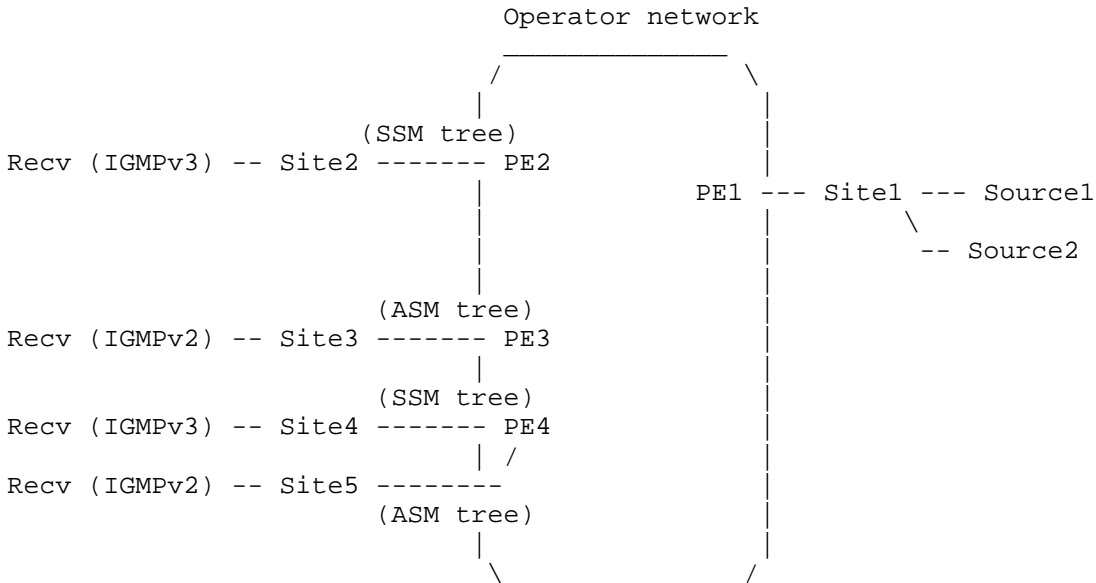 Operator network
(SSM tree)
Recv (IGMPv3) -- Site2 ------- PE2
PE1 --- Site1 --- Source1
-- Source2
(ASM tree)
Recv (IGMPv2) -- Site3 ------- PE3
(SSM tree)
Recv (IGMPv3) -- Site4 ------- PE4
Recv (IGMPv2) -- Site5 --------
(ASM tree)